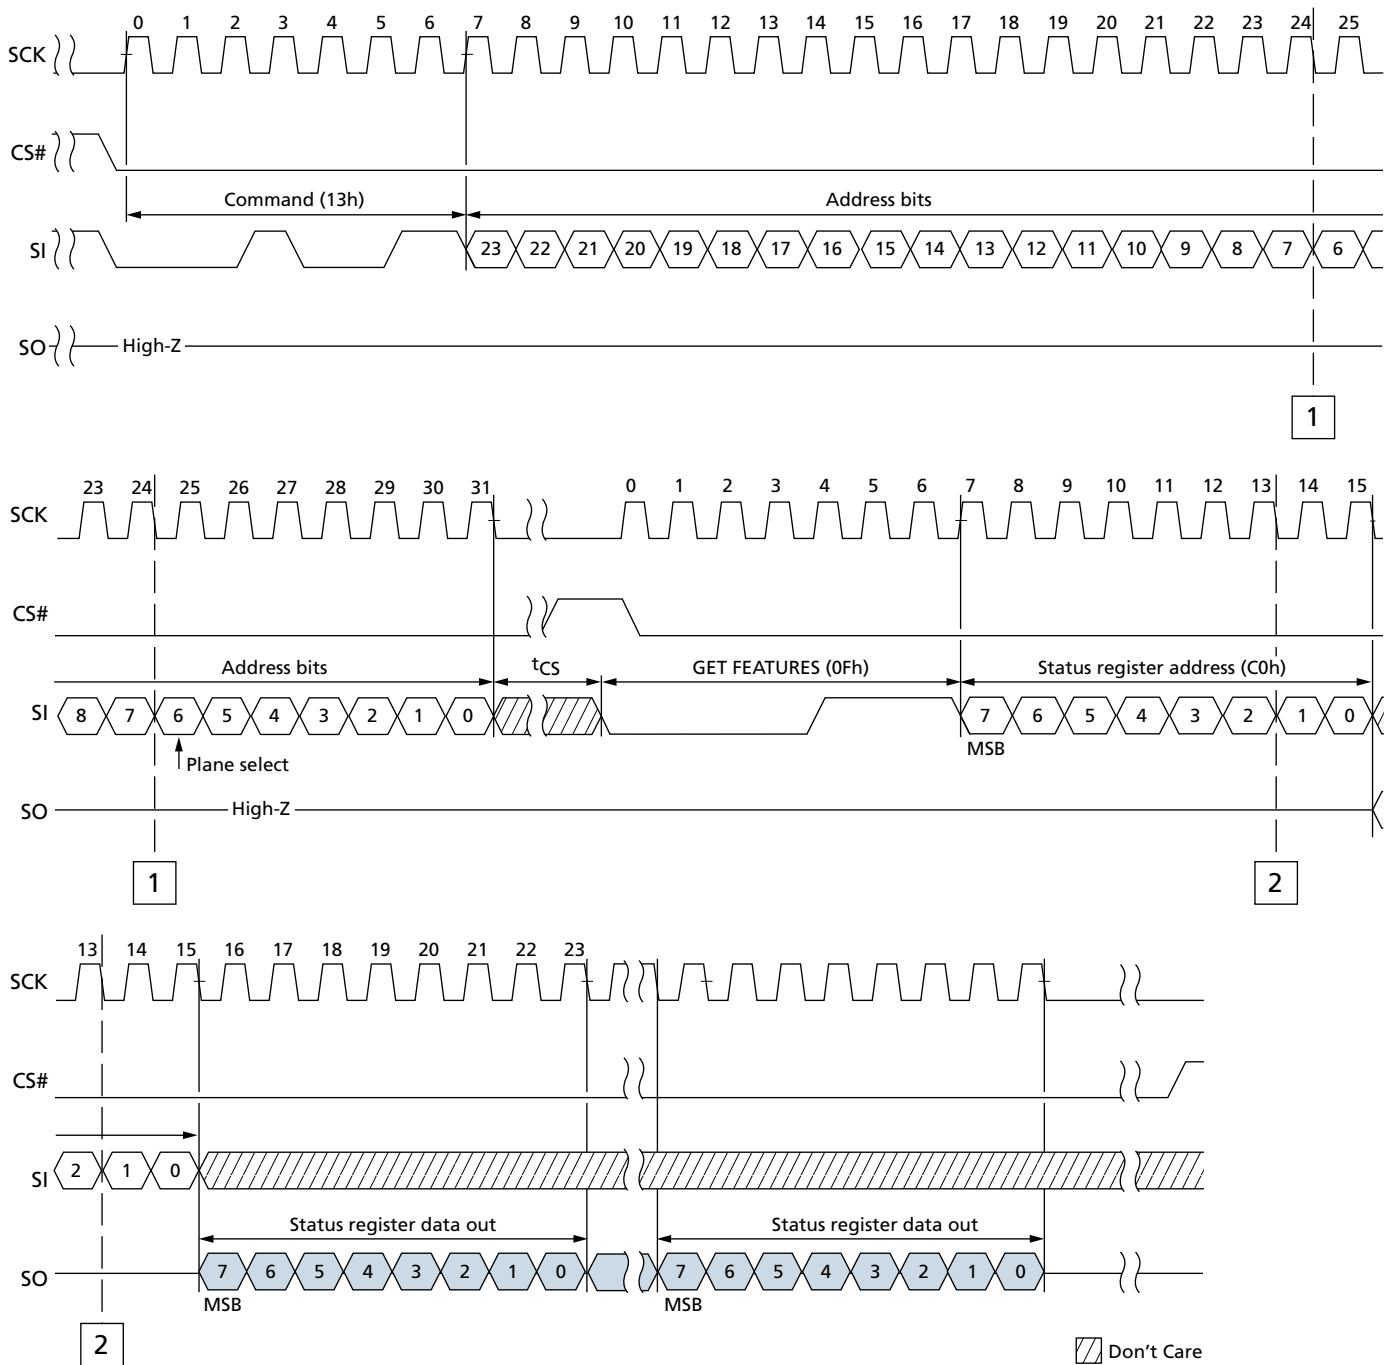 0 1 2 3 4 5 6 7 8 9 10 11 12 13 14 15 16 17 18 19 20 21 22 23 24 25
SCK
CS#
Command (13h) Address bits
SI 23 22 21 20 19 18 17 16 15 14 13 12 11 10 9 8 7 6
SO High-Z
1
23 24 25 26 27 28 29 30 31 0 1 2 3 4 5 6 7 8 9 10 11 12 13 14 15
SCK
CS#
Address bits tCS GET FEATURES (0Fh) Status register address (C0h)
SI 8 7 6 5 4 3 2 1 0 7 6 5 4 3 2 1 0
MSB
Plane select
SO High-Z
1 2
13 14 15 16 17 18 19 20 21 22 23
SCK
CS#
SI 2 1 0
Status register data out Status register data out
SO 7 6 5 4 3 2 1 0 7 6 5 4 3 2 1 0
MSB MSB
2
Don't Care